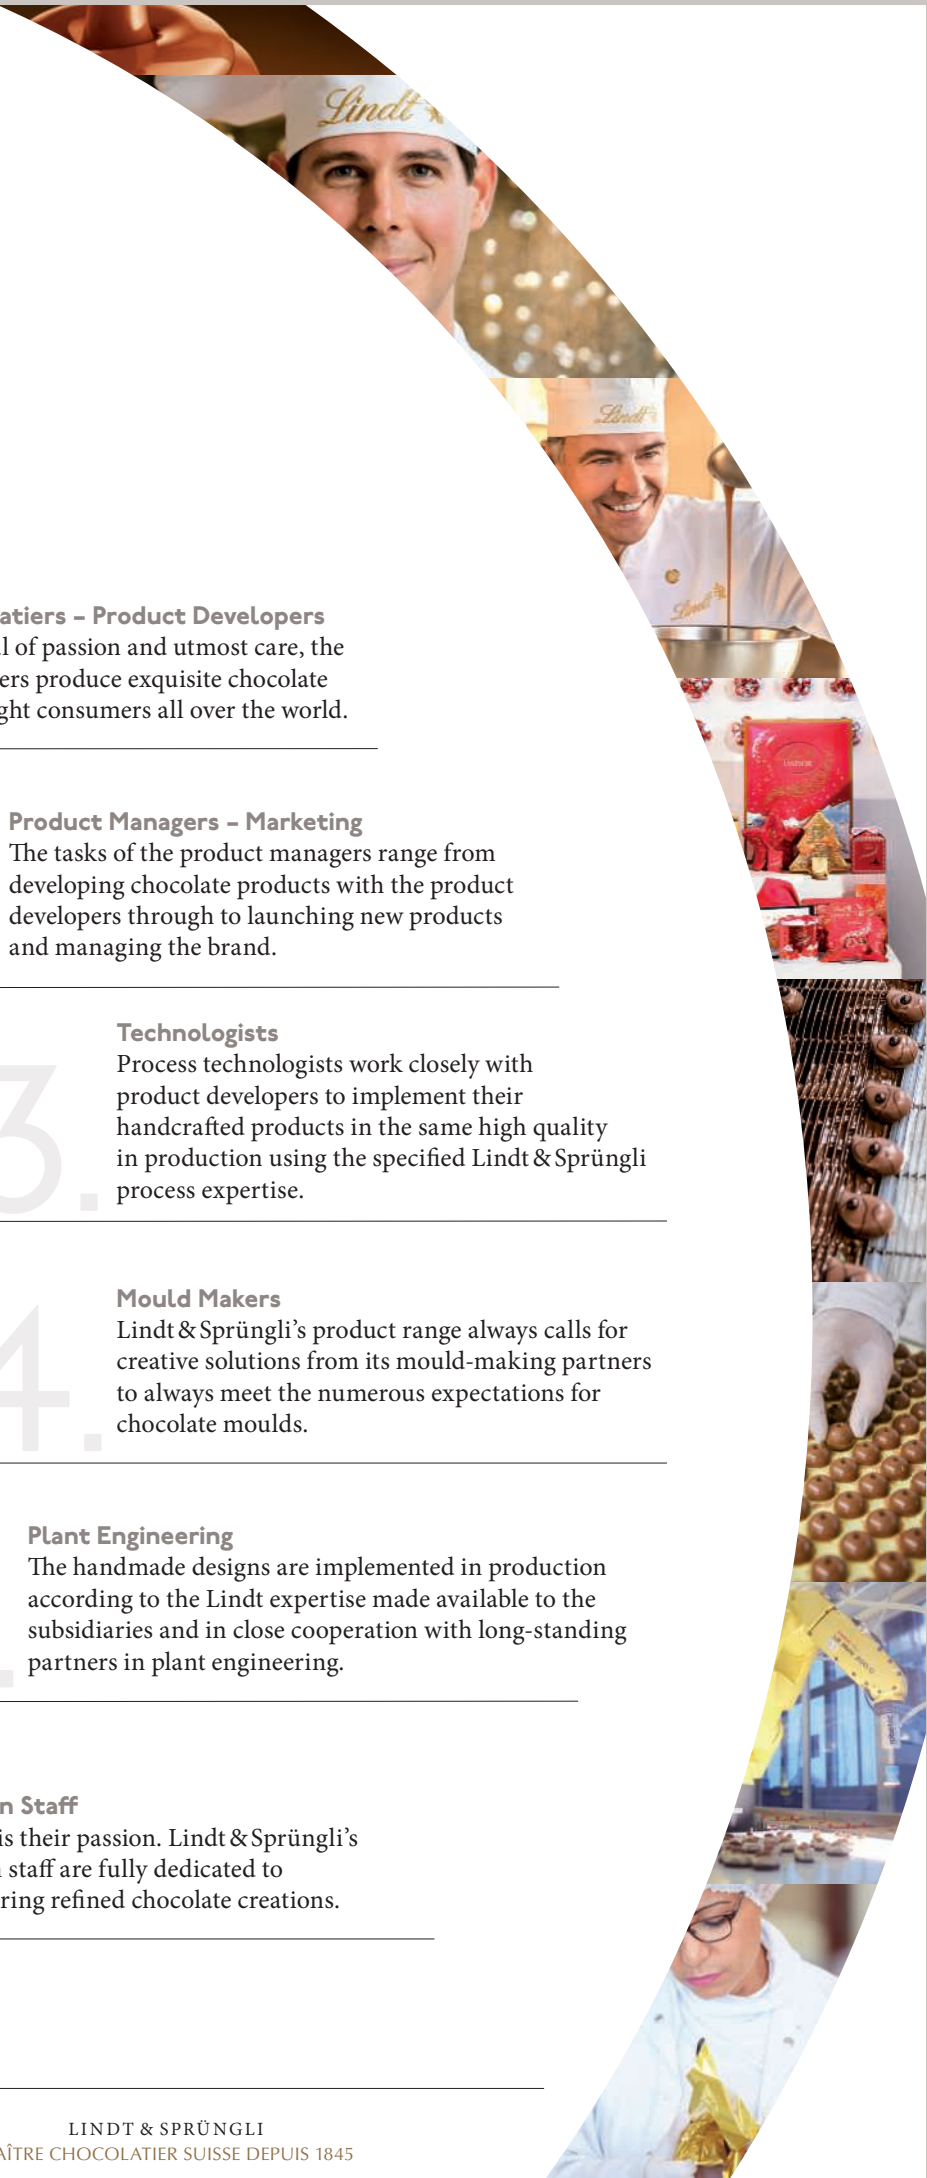 Lindt
Lindt
Lindt
atiers – Product Developers
l of passion and utmost care, the
ers produce exquisite chocolate
ght consumers all over the world.
Product Managers – Marketing
The tasks of the product managers range from
developing chocolate products with the product
developers through to launching new products
and managing the brand.
3.
Technologists
Process technologists work closely with
product developers to implement their
handcrafted products in the same high quality
in production using the specified Lindt & Sprüngli
process expertise.
4.
Mould Makers
Lindt & Sprüngli’s product range always calls for
creative solutions from its mould-making partners
to always meet the numerous expectations for
chocolate moulds.
Plant Engineering
The handmade designs are implemented in production
according to the Lindt expertise made available to the
subsidiaries and in close cooperation with long-standing
partners in plant engineering.
n Staff
is their passion. Lindt & Sprüngli’s
staff are fully dedicated to
ring refined chocolate creations.
LINDT & SPRÜNGLI
AÎTRE CHOCOLATIER SUISSE DEPUIS 1845